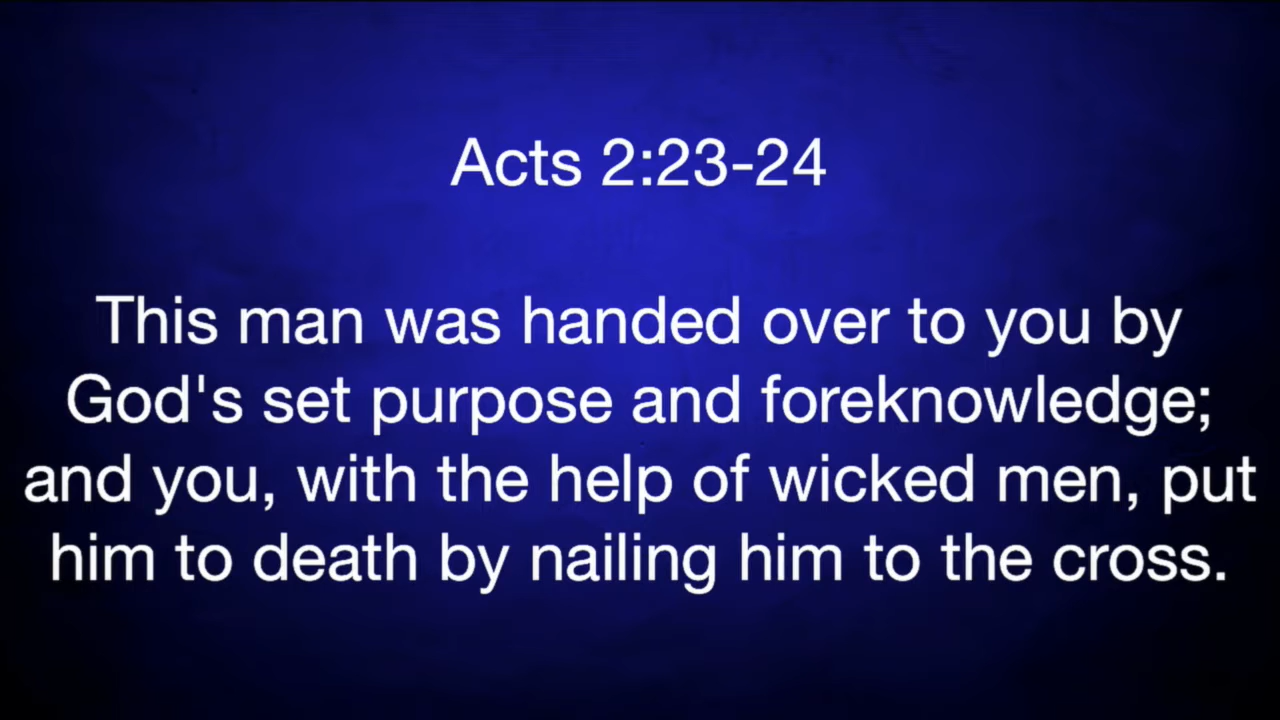 Acts 2:23-24
This man was handed over to you by
God's set purpose and foreknowledge;
and you, with the help of wicked men, put
him to death by nailing him to the cross.